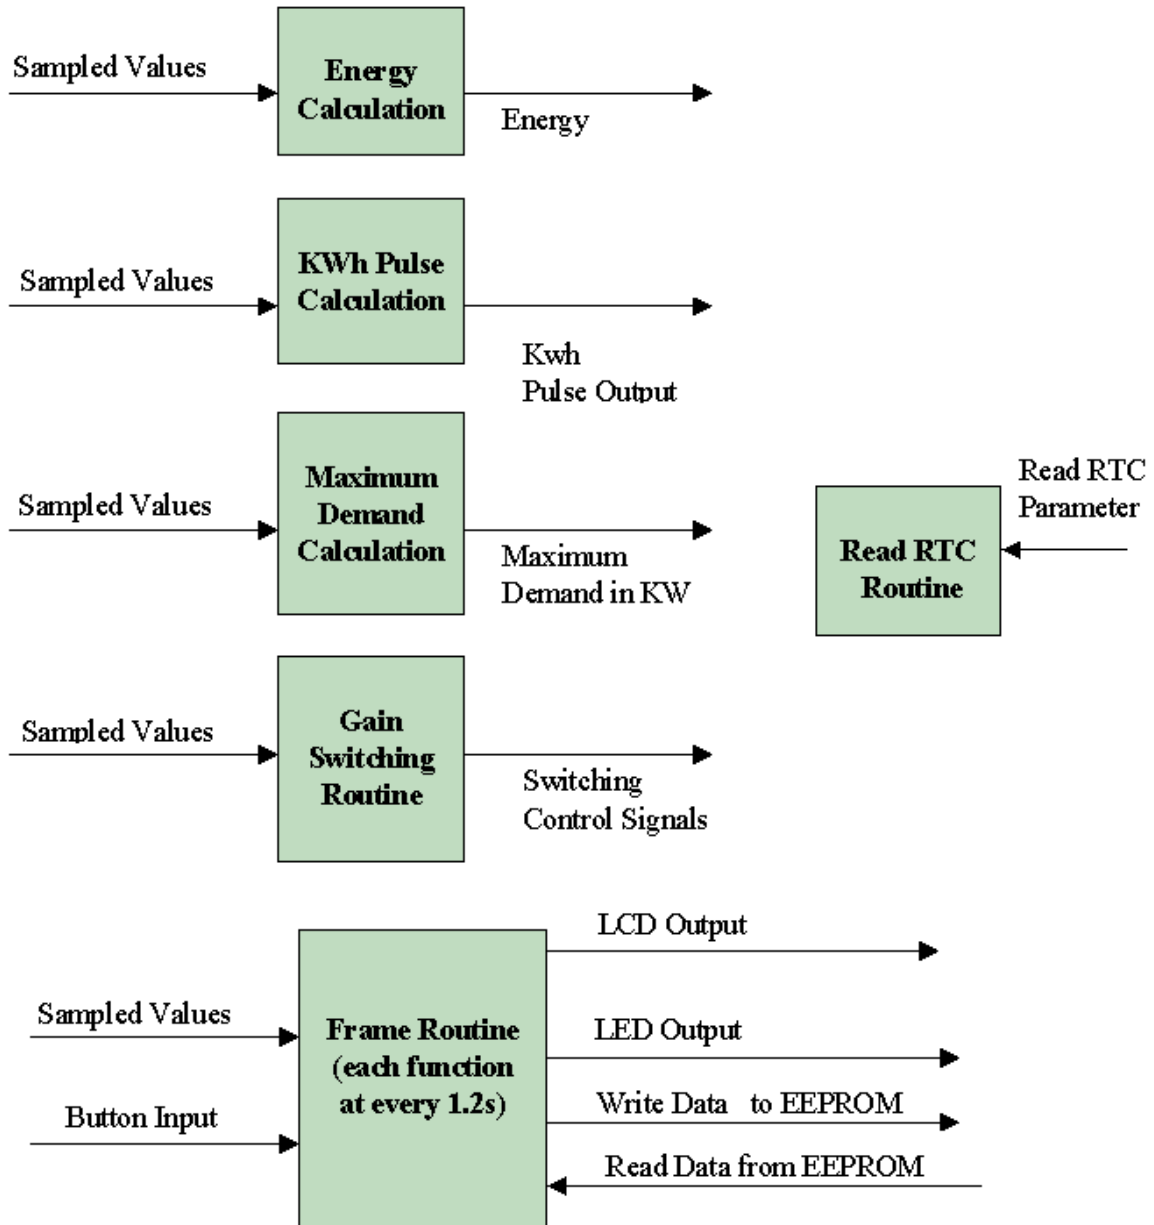 Sampled Values
Energy
Calculation
Energy
Sampled Values
KWh Pulse
Calculation
Kwh
Pulse Output
Sampled Values
Maximum
Demand
Calculation
Maximum
Demand in KW
Read RTC
Parameter
Read RTC
Routine
Sampled Values
Gain
Switching
Routine
Switching
Control Signals
Sampled Values
Button Input
Frame Routine
(each function
at every 1.2s)
LCD Output
LED Output
Write Data to EEPROM
Read Data from EEPROM